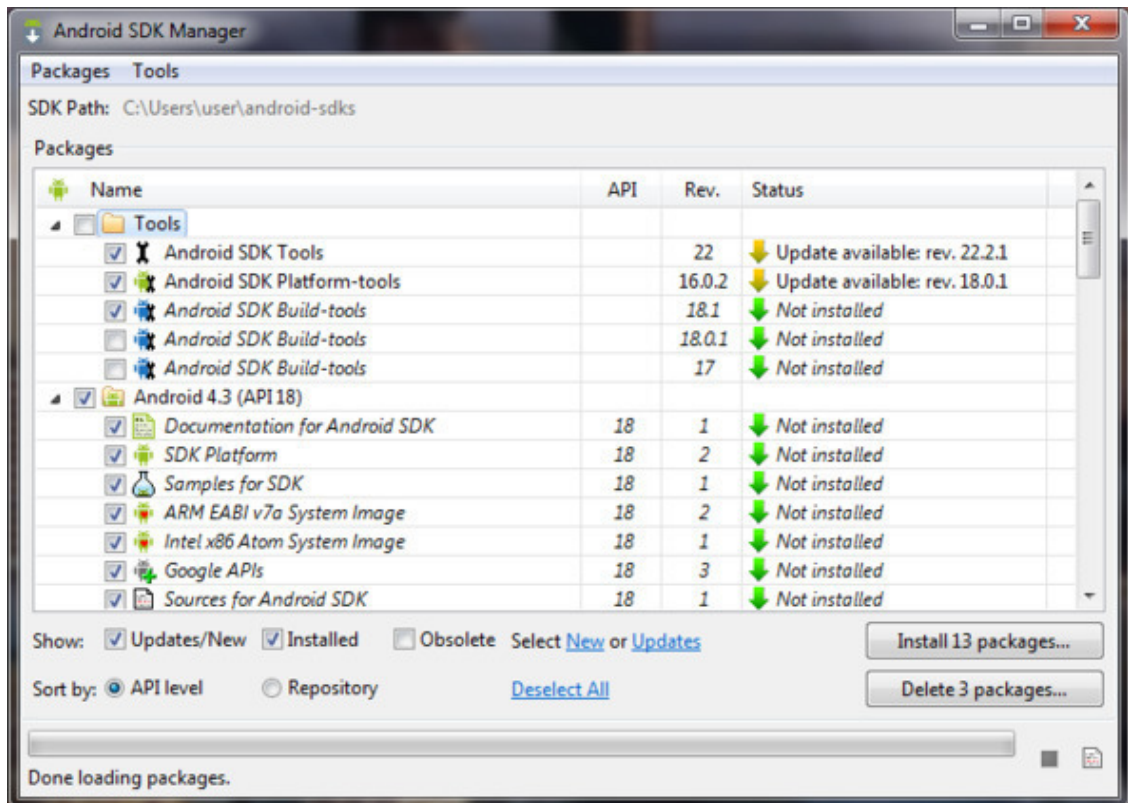 Android SDK Manager
Packages Tools
SDK Path: C:\Users\user\android-sdks
Packages
Name API Rev. Status
Tools
Android SDK Tools 22 Update available: rev. 22.2.1
Android SDK Platform-tools 16.0.2 Update available: rev. 18.0.1
Android SDK Build-tools 18.1 Not installed
Android SDK Build-tools 18.0.1 Not installed
Android SDK Build-tools 17 Not installed
Android 4.3 (API 18)
Documentation for Android SDK 18 1 Not installed
SDK Platform 18 2 Not installed
Samples for SDK 18 1 Not installed
ARM EABI v7a System Image 18 2 Not installed
Intel x86 Atom System Image 18 1 Not installed
Google APIs 18 3 Not installed
Sources for Android SDK 18 1 Not installed
Show: Updates/New Installed Obsolete Select New or Updates Install 13 packages...
Sort by: API level Repository Deselect All Delete 3 packages...
Done loading packages.